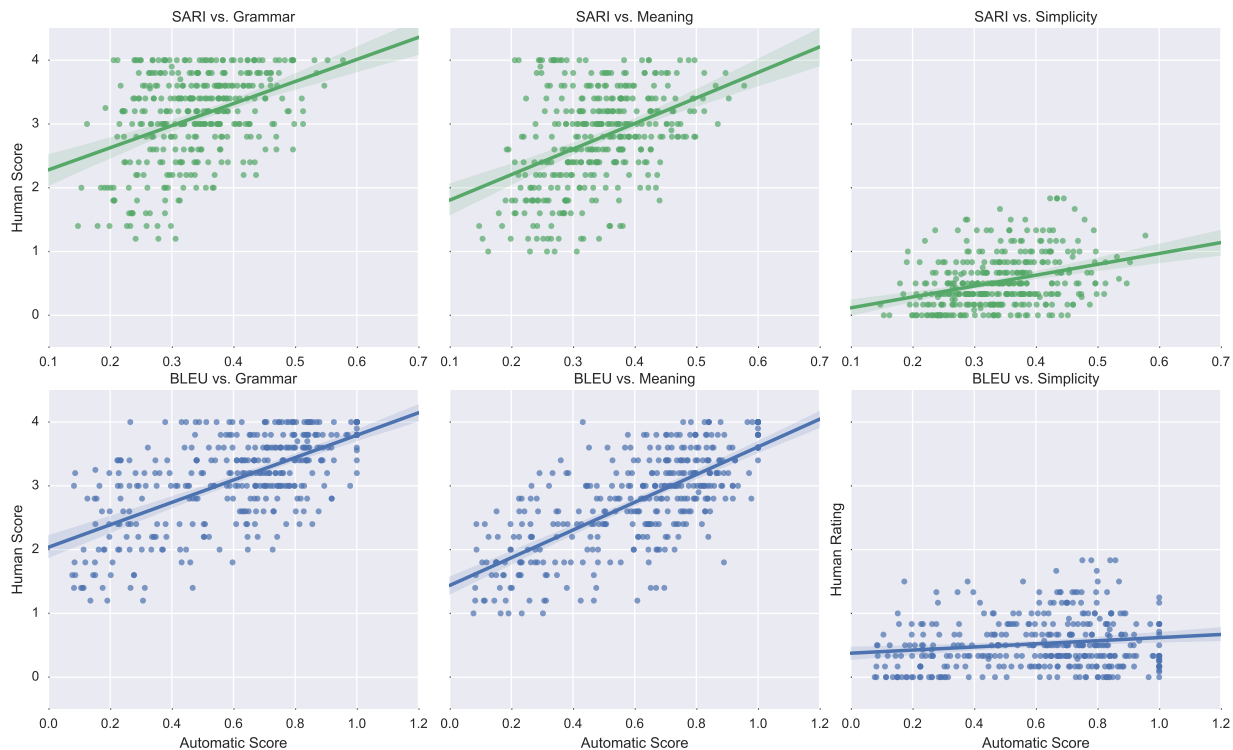 SARI vs. Grammar
SARI vs. Meaning
SARI vs. Simplicity
Human Score
4
3
2
1
0
0.1 0.2 0.3 0.4 0.5 0.6 0.7
0.1 0.2 0.3 0.4 0.5 0.6 0.7
0.1 0.2 0.3 0.4 0.5 0.6 0.7
BLEU vs. Grammar
BLEU vs. Meaning
BLEU vs. Simplicity
Human Score
4
3
2
1
0
Human Rating
0.0 0.2 0.4 0.6 0.8 1.0 1.2
0.0 0.2 0.4 0.6 0.8 1.0 1.2
0.0 0.2 0.4 0.6 0.8 1.0 1.2
Automatic Score
Automatic Score
Automatic Score